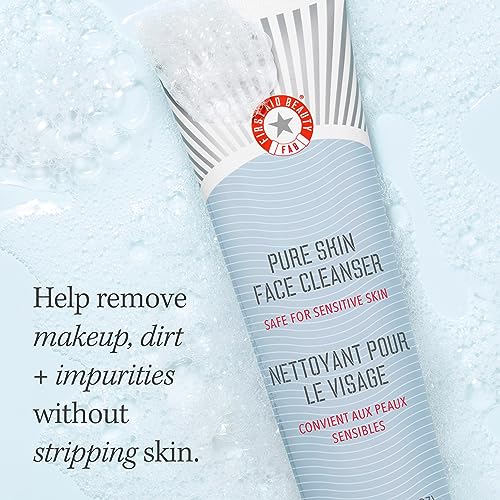 FIRST AID BEAUTY
®
FAB
PURE SKIN
FACE CLEANSER
SAFE FOR SENSITIVE SKIN
NETTOYANT POUR
LE VISAGE
CONVIENT AUX PEAUX
SENSIBLES
Help remove
makeup, dirt
+ impurities
without
stripping skin.